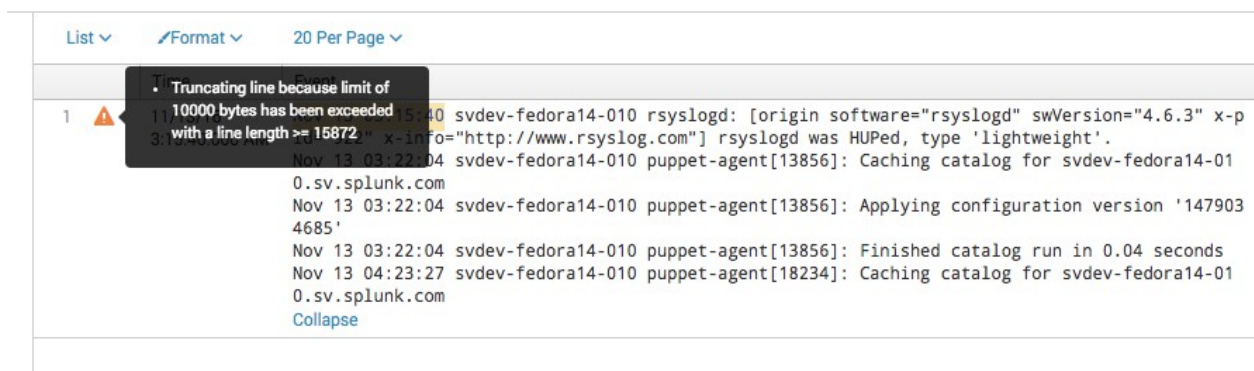 List Format 20 Per Page
Time Event
• Truncating line because limit of
10000 bytes has been exceeded
with a line length >= 15872
1 :40 svdev-fedora14-010 rsyslogd: [origin software="rsyslogd" swVersion="4.6.3" x-p
x-info="http://www.rsyslog.com"] rsyslogd was HUPed, type 'lightweight'.
Nov 13 03:22:04 svdev-fedora14-010 puppet-agent[13856]: Caching catalog for svdev-fedora14-01
0.sv.splunk.com
Nov 13 03:22:04 svdev-fedora14-010 puppet-agent[13856]: Applying configuration version '147903
4685'
Nov 13 03:22:04 svdev-fedora14-010 puppet-agent[13856]: Finished catalog run in 0.04 seconds
Nov 13 04:23:27 svdev-fedora14-010 puppet-agent[18234]: Caching catalog for svdev-fedora14-01
0.sv.splunk.com
Collapse